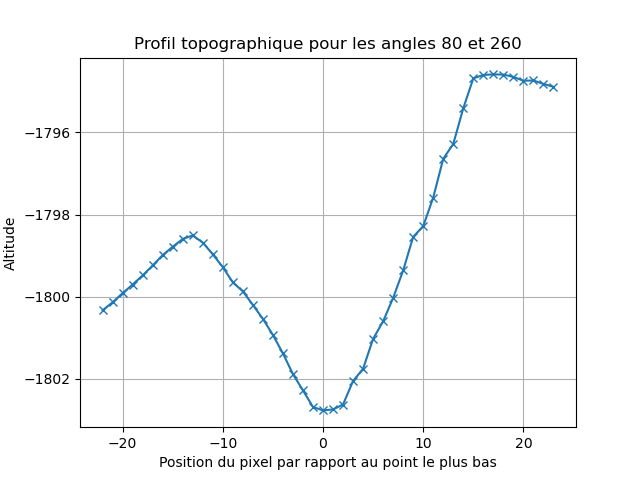 Profil topographique pour les angles 80 et 260
Altitude
−1796
−1798
−1800
−1802
−20 −10 0 10 20
Position du pixel par rapport au point le plus bas